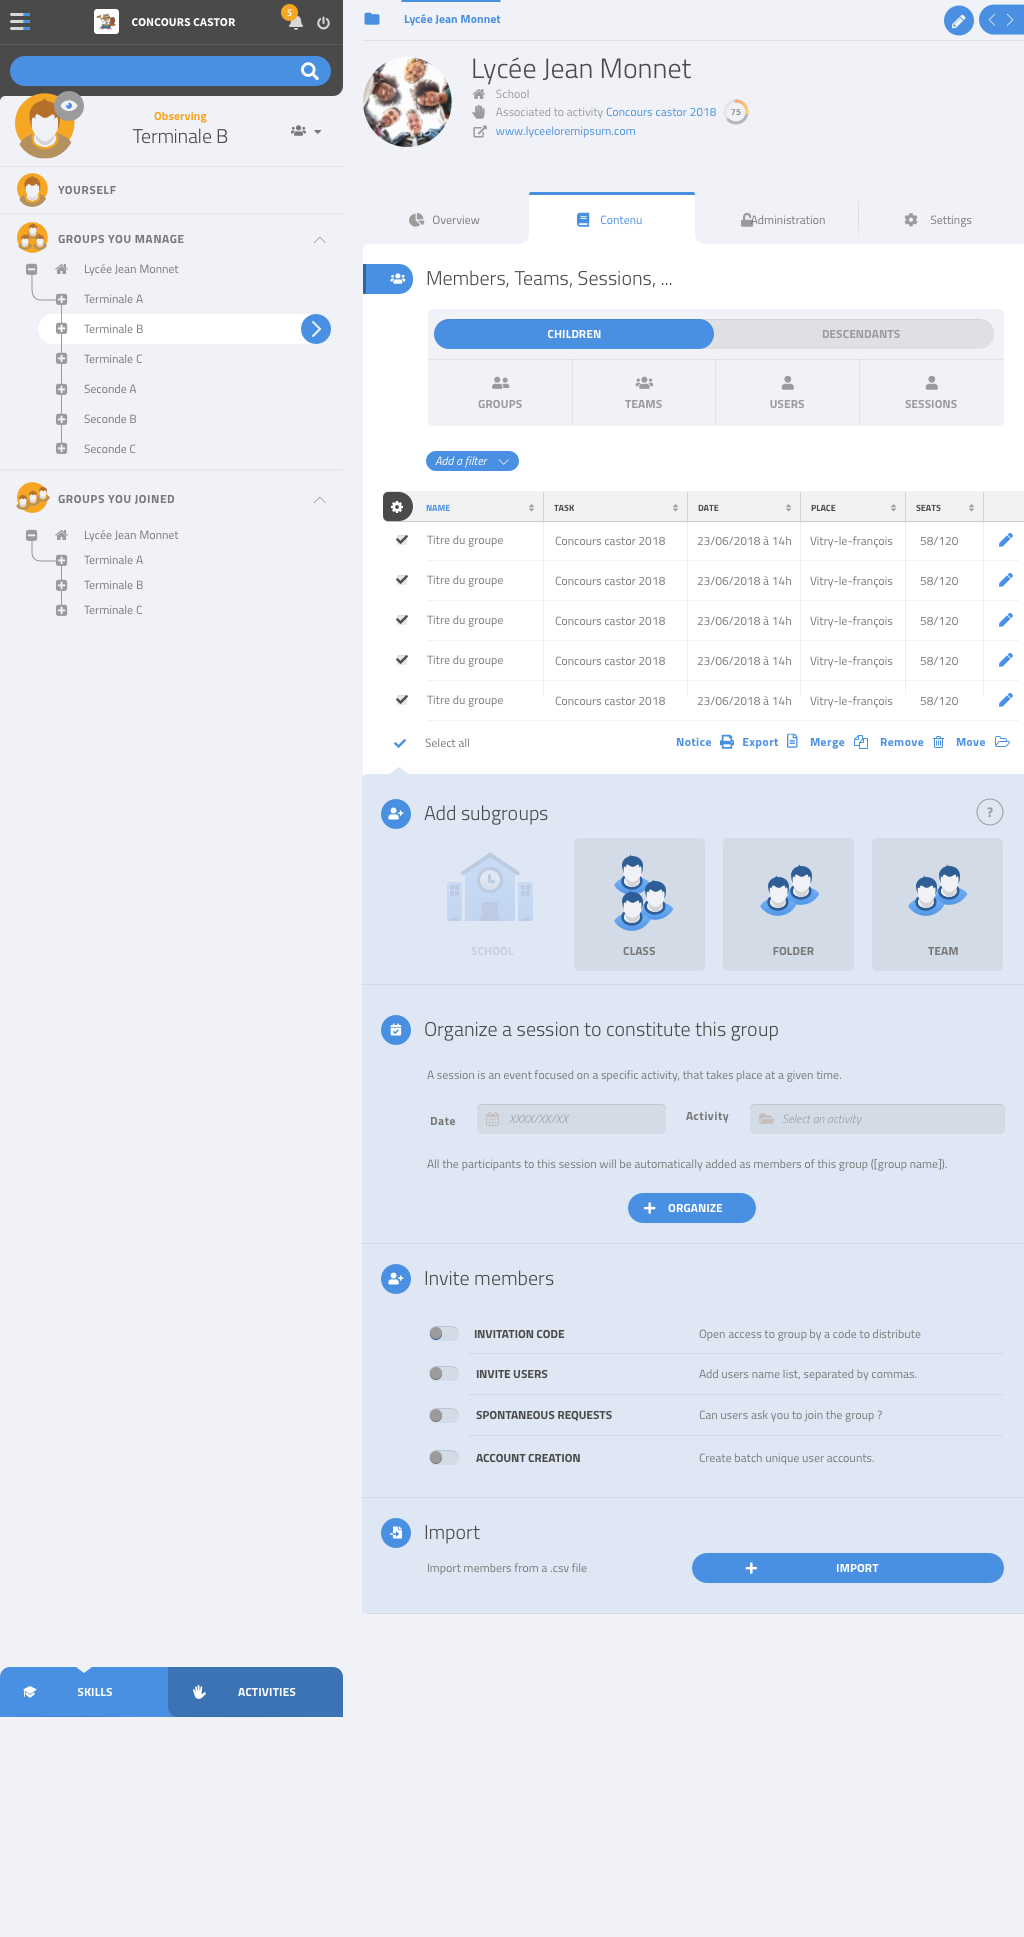 CONCOURS CASTOR
5
Observing
Terminale B
YOURSELF
GROUPS YOU MANAGE
Lycée Jean Monnet
Terminale A
Terminale B
Terminale C
Seconde A
Seconde B
Seconde C
GROUPS YOU JOINED
Lycée Jean Monnet
Terminale A
Terminale B
Terminale C
SKILLS
ACTIVITIES
Lycée Jean Monnet
Lycée Jean Monnet
School
Associated to activity Concours castor 2018
75
www.lyceeloremipsum.com
Overview
Contenu
Administration
Settings
Members, Teams, Sessions, ...
CHILDREN
DESCENDANTS
GROUPS
TEAMS
USERS
SESSIONS
Add a filter
NAME TASK DATE PLACE SEATS
Titre du groupe Concours castor 2018 23/06/2018 à 14h Vitry-le-françois 58/120
Titre du groupe Concours castor 2018 23/06/2018 à 14h Vitry-le-françois 58/120
Titre du groupe Concours castor 2018 23/06/2018 à 14h Vitry-le-françois 58/120
Titre du groupe Concours castor 2018 23/06/2018 à 14h Vitry-le-françois 58/120
Titre du groupe Concours castor 2018 23/06/2018 à 14h Vitry-le-françois 58/120
Select all
Notice Export Merge Remove Move
Add subgroups
?
SCHOOL
CLASS
FOLDER
TEAM
Organize a session to constitute this group
A session is an event focused on a specific activity, that takes place at a given time.
Date XXXX/XX/XX
Activity Select an activity
All the participants to this session will be automatically added as members of this group ([group name]).
ORGANIZE
Invite members
INVITATION CODE Open access to group by a code to distribute
INVITE USERS Add users name list, separated by commas.
SPONTANEOUS REQUESTS Can users ask you to join the group ?
ACCOUNT CREATION Create batch unique user accounts.
Import
Import members from a .csv file
IMPORT